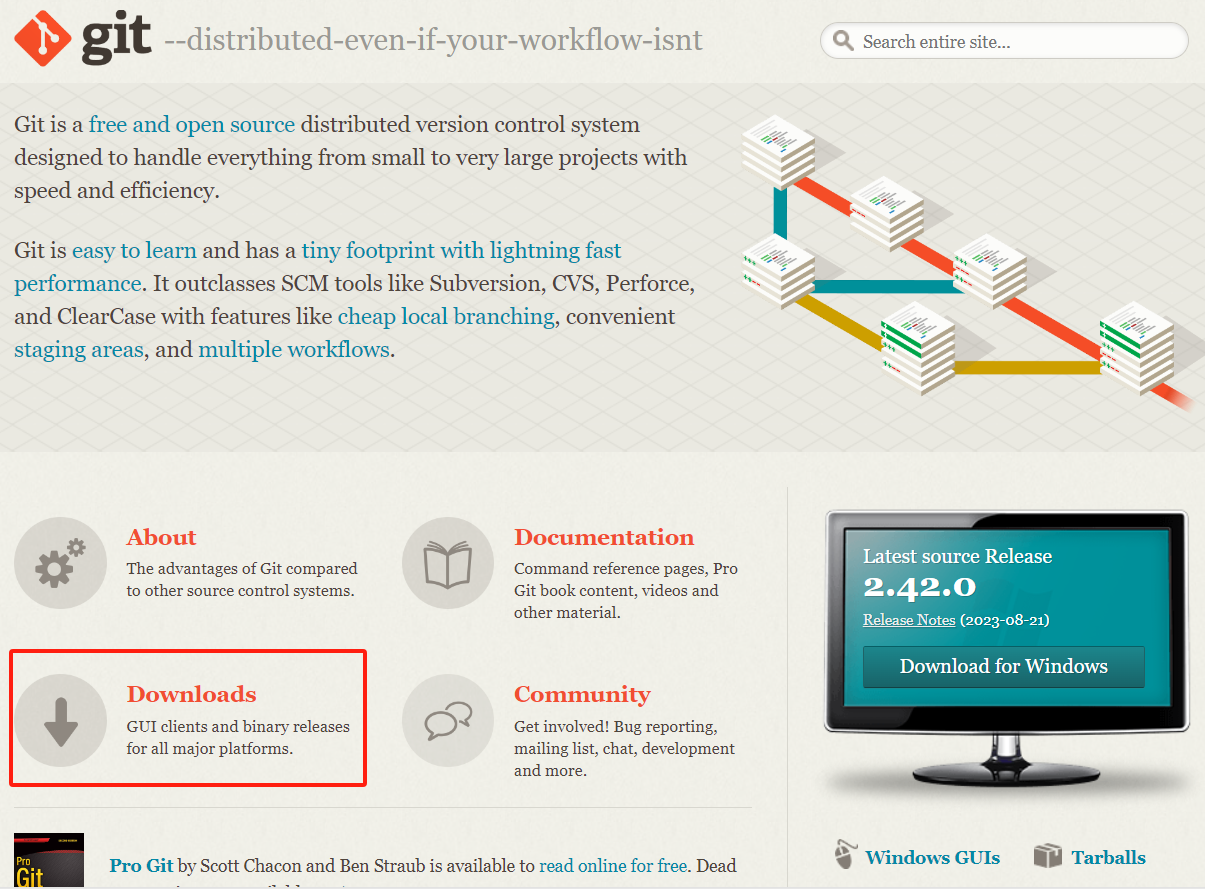 git --distributed-even-if-your-workflow-isnt
Search entire site...
Git is a free and open source distributed version control system
designed to handle everything from small to very large projects with
speed and efficiency.
Git is easy to learn and has a tiny footprint with lightning fast
performance. It outclasses SCM tools like Subversion, CVS, Perforce,
and ClearCase with features like cheap local branching, convenient
staging areas, and multiple workflows.
About
The advantages of Git compared
to other source control systems.
Documentation
Command reference pages, Pro
Git book content, videos and
other material.
Downloads
GUI clients and binary releases
for all major platforms.
Community
Get involved! Bug reporting,
mailing list, chat, development
and more.
Latest source Release
2.42.0
Release Notes (2023-08-21)
Download for Windows
Windows GUIs
Tarballs
Pro
Git
Pro Git by Scott Chacon and Ben Straub is available to read online for free. Dead